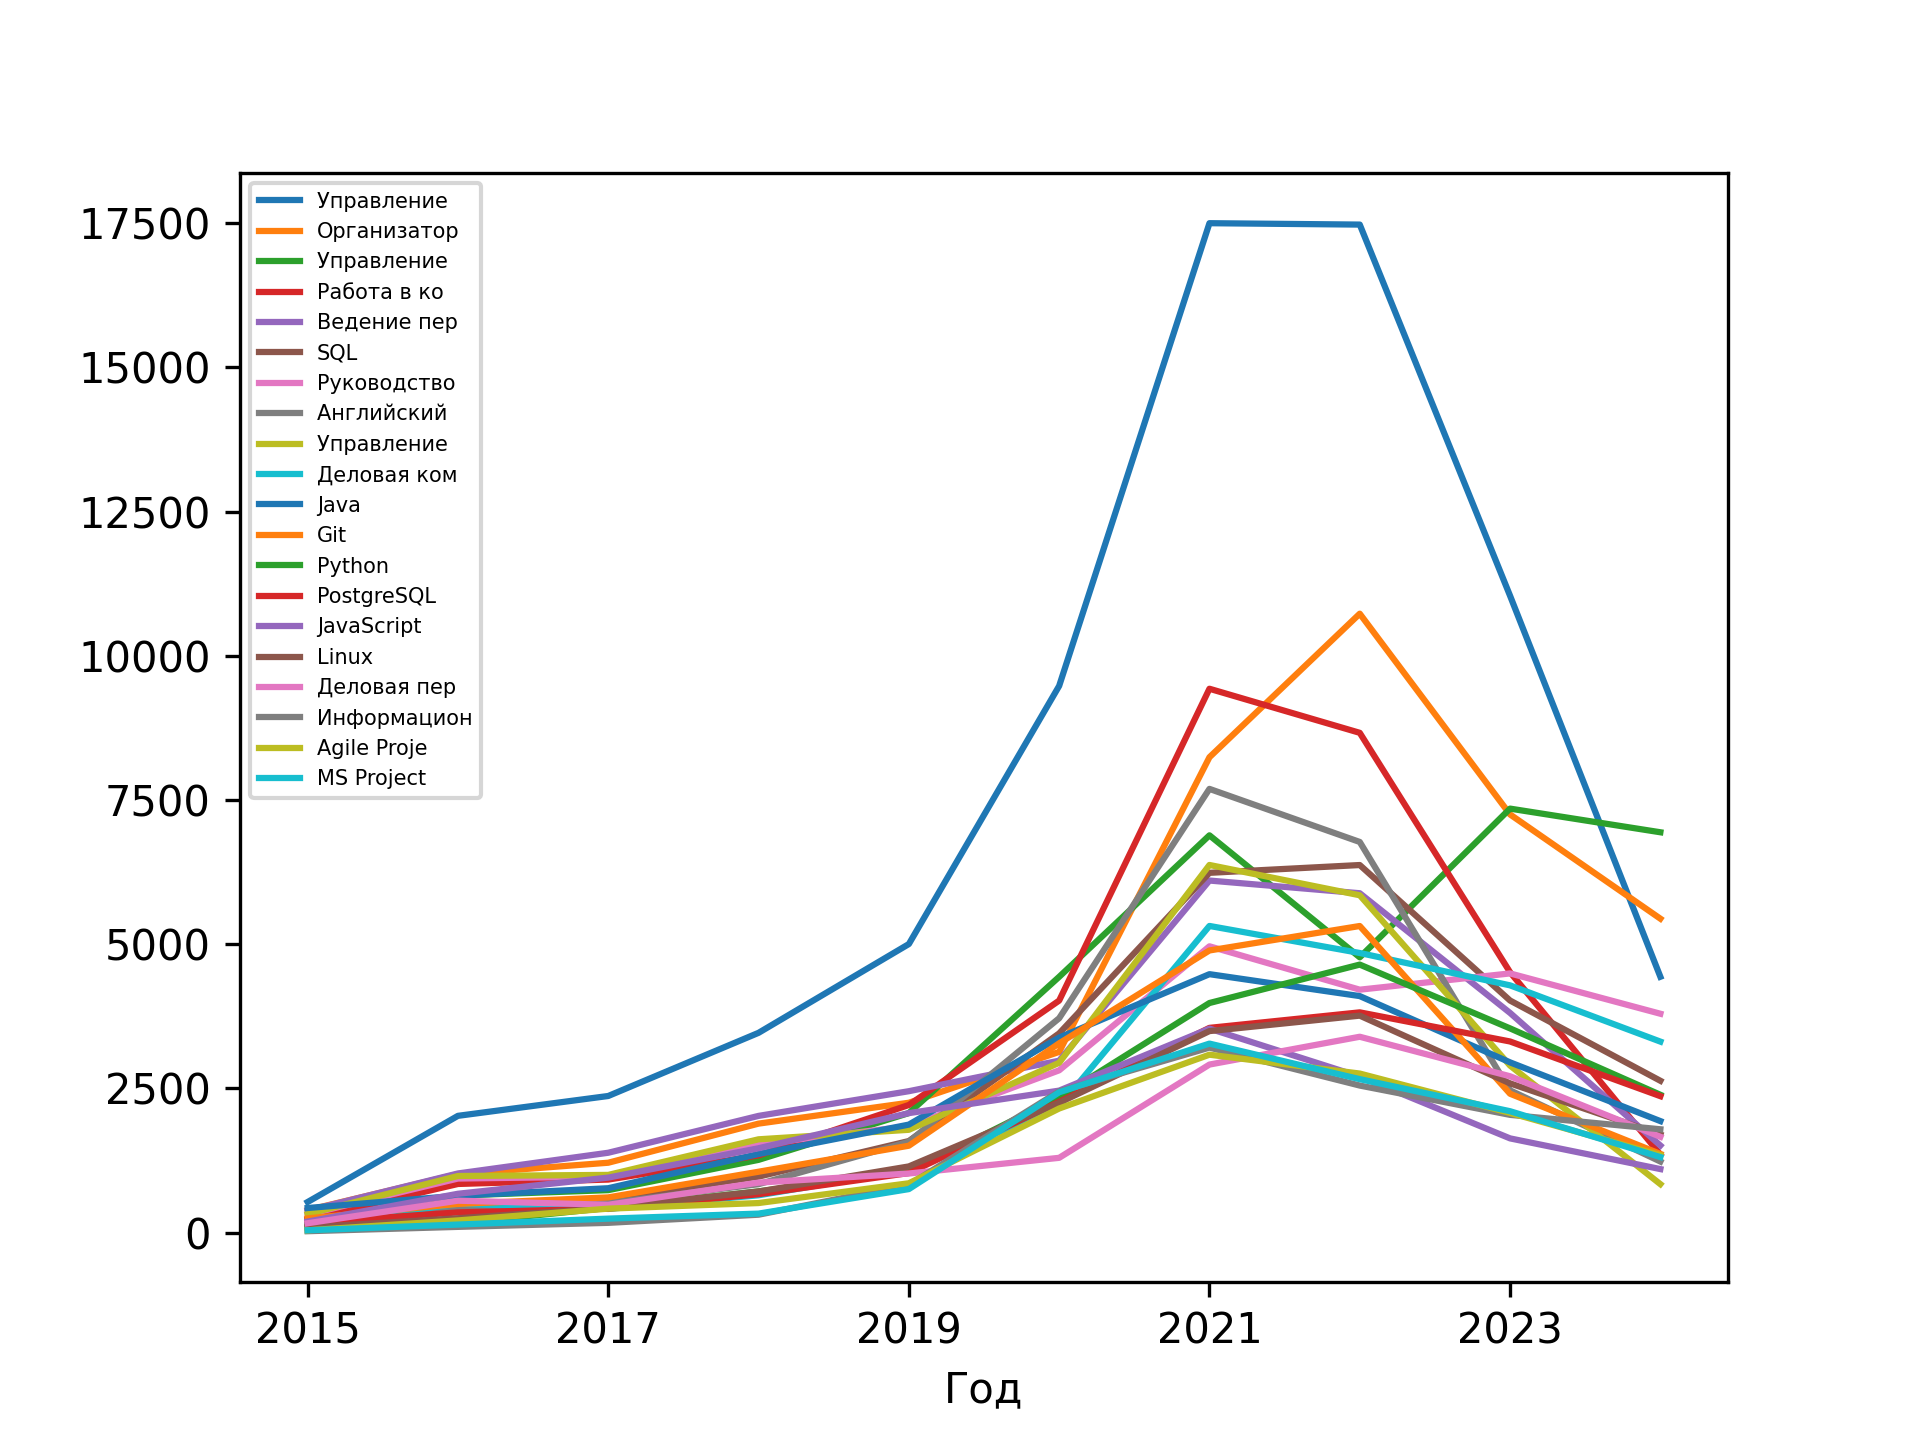 17500
15000
12500
10000
7500
5000
2500
0
Управление
Организатор
Управление
Работа в ко
Ведение пер
SQL
Руководство
Английский
Управление
Деловая ком
Java
Git
Python
PostgreSQL
JavaScript
Linux
Деловая пер
Информацион
Agile Proje
MS Project
2015 2017 2019 2021 2023
Год